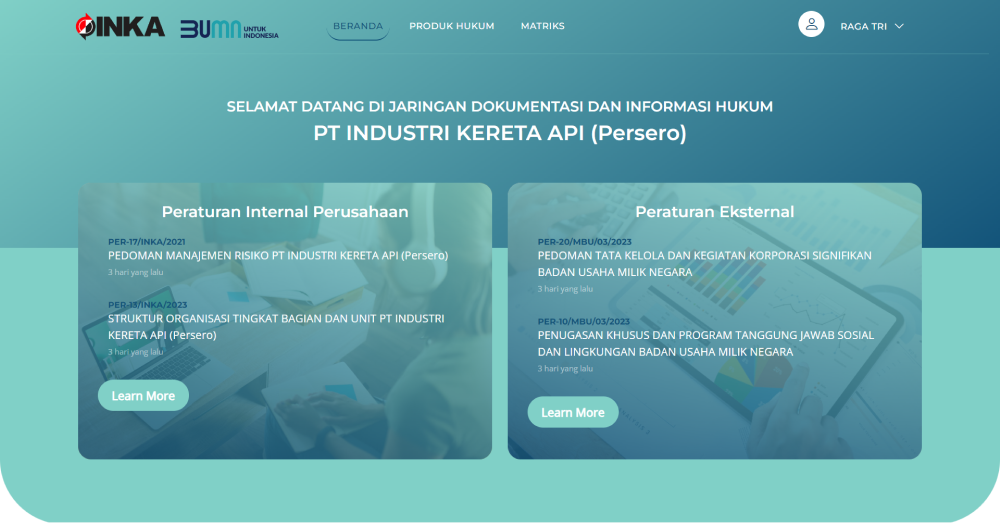 INKA
BUMN UNTUK
INDONESIA
BERANDA
PRODUK HUKUM
MATRIKS
RAGA TRI
SELAMAT DATANG DI JARINGAN DOKUMENTASI DAN INFORMASI HUKUM
PT INDUSTRI KERETA API (Persero)
Peraturan Internal Perusahaan
PER-17/INKA/2021
PEDOMAN MANAJEMEN RISIKO PT INDUSTRI KERETA API (Persero)
3 hari yang lalu
PER-13/INKA/2023
STRUKTUR ORGANISASI TINGKAT BAGIAN DAN UNIT PT INDUSTRI
KERETA API (Persero)
3 hari yang lalu
Learn More
Peraturan Eksternal
PER-20/MBU/03/2023
PEDOMAN TATA KELOLA DAN KEGIATAN KORPORASI SIGNIFIKAN
BADAN USAHA MILIK NEGARA
3 hari yang lalu
PER-10/MBU/03/2023
PENUGASAN KHUSUS DAN PROGRAM TANGGUNG JAWAB SOSIAL
DAN LINGKUNGAN BADAN USAHA MILIK NEGARA
3 hari yang lalu
Learn More